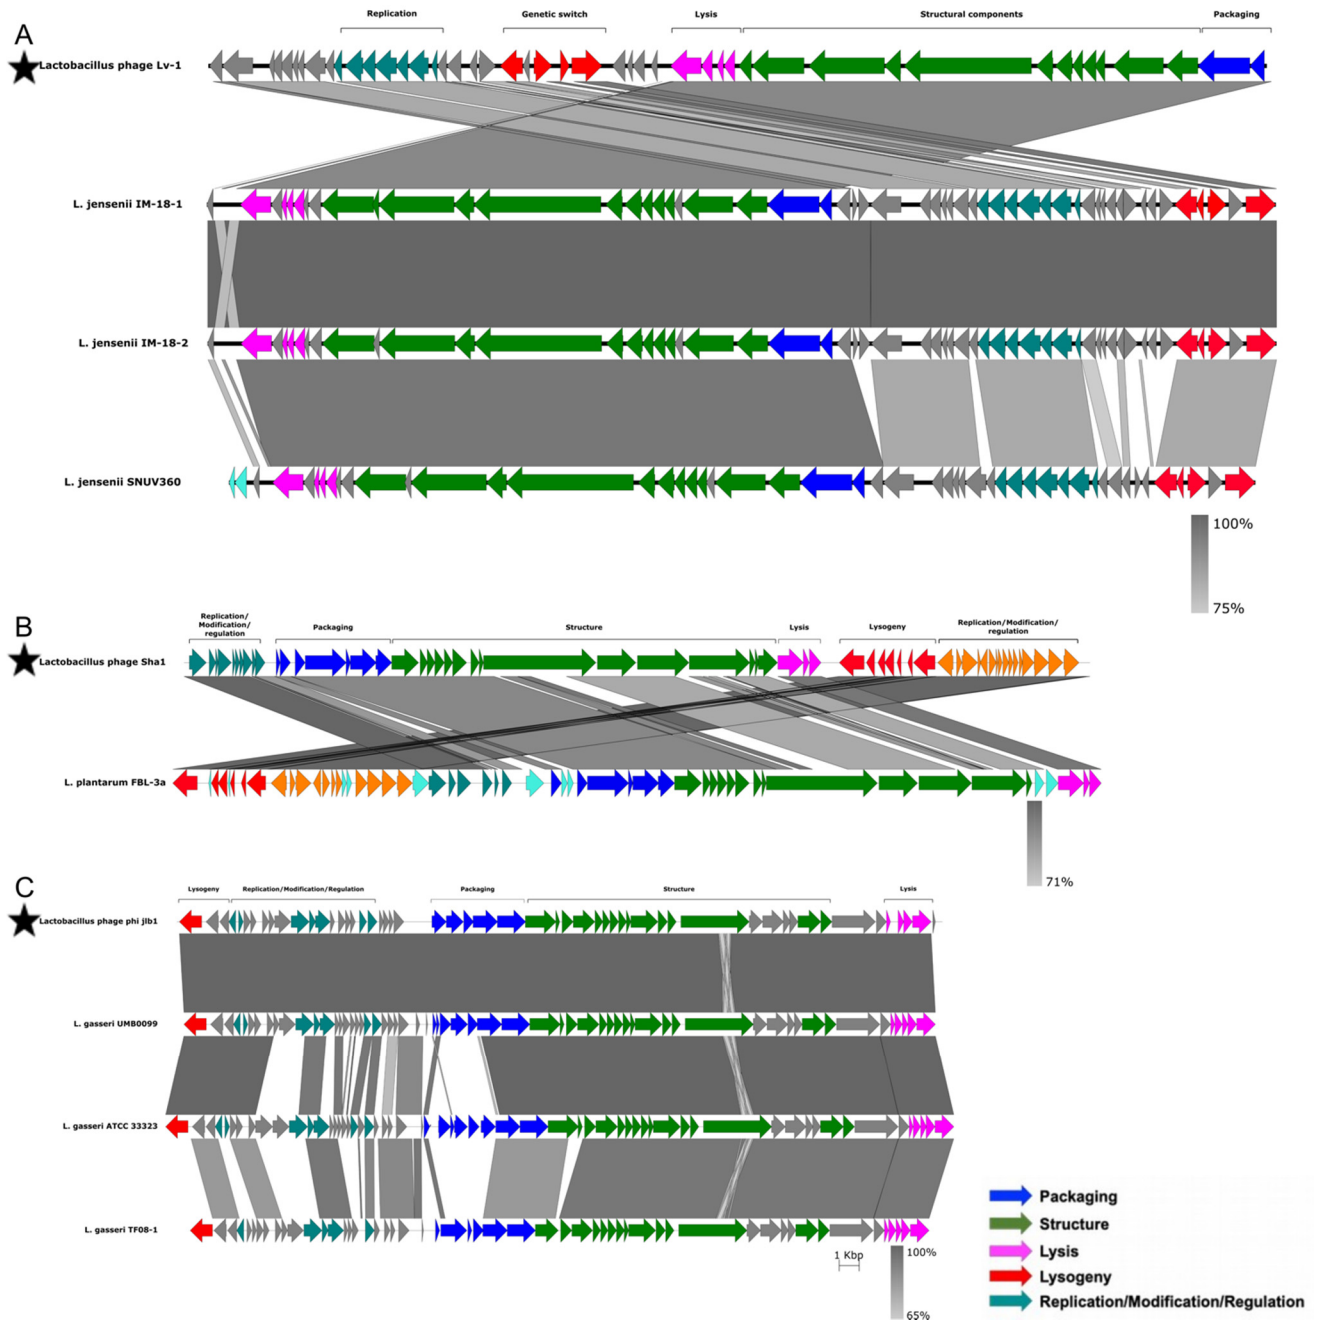 A
Replication
Genetic switch
Lysis
Structural components
Packaging
Lactobacillus phage Lv-1
L. jensenii IM-18-1
L. jensenii IM-18-2
L. jensenii SNUV360
100%
75%
B
Replication/
Modification/
regulation
Packaging
Structure
Lysis
Lysogeny
Replication/Modification/
regulation
Lactobacillus phage Sha1
L. plantarum FBL-3a
71%
C
Lysogeny
Replication/Modification/Regulation
Packaging
Structure
Lysis
Lactobacillus phage phi jlb1
L. gasseri UMB0099
L. gasseri ATCC 33323
L. gasseri TF08-1
1 Kbp
100%
65%
Packaging
Structure
Lysis
Lysogeny
Replication/Modification/Regulation